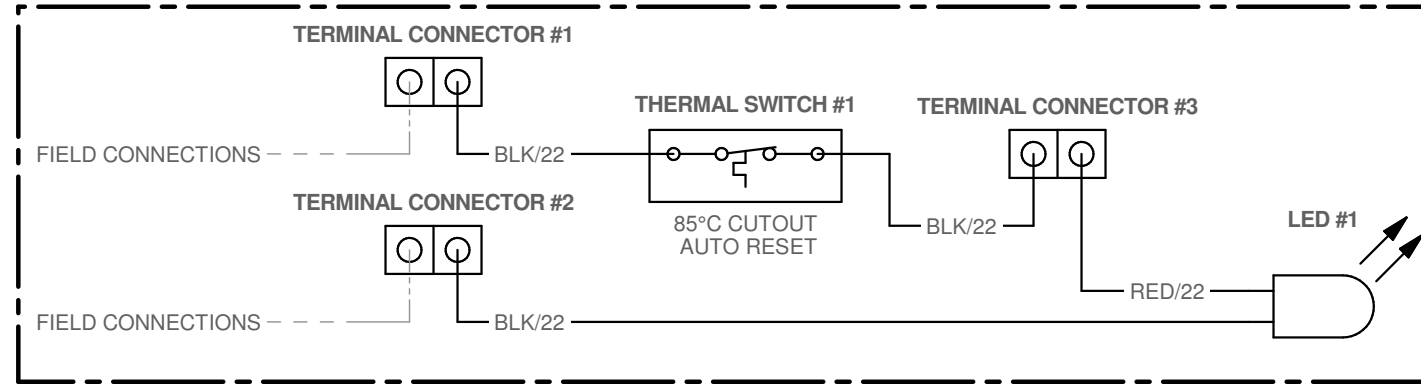 TERMINAL CONNECTOR #1
THERMAL SWITCH #1
TERMINAL CONNECTOR #3
FIELD CONNECTIONS
BLK/22
TERMINAL CONNECTOR #2
85°C CUTOUT
AUTO RESET
BLK/22
LED #1
RED/22
FIELD CONNECTIONS
BLK/22